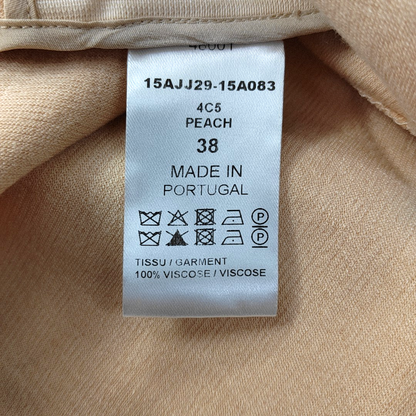 15AJJ29-15A083
4C5
PEACH
38
MADE IN
PORTUGAL
TISSU / GARMENT
100% VISCOSE / VISCOSE